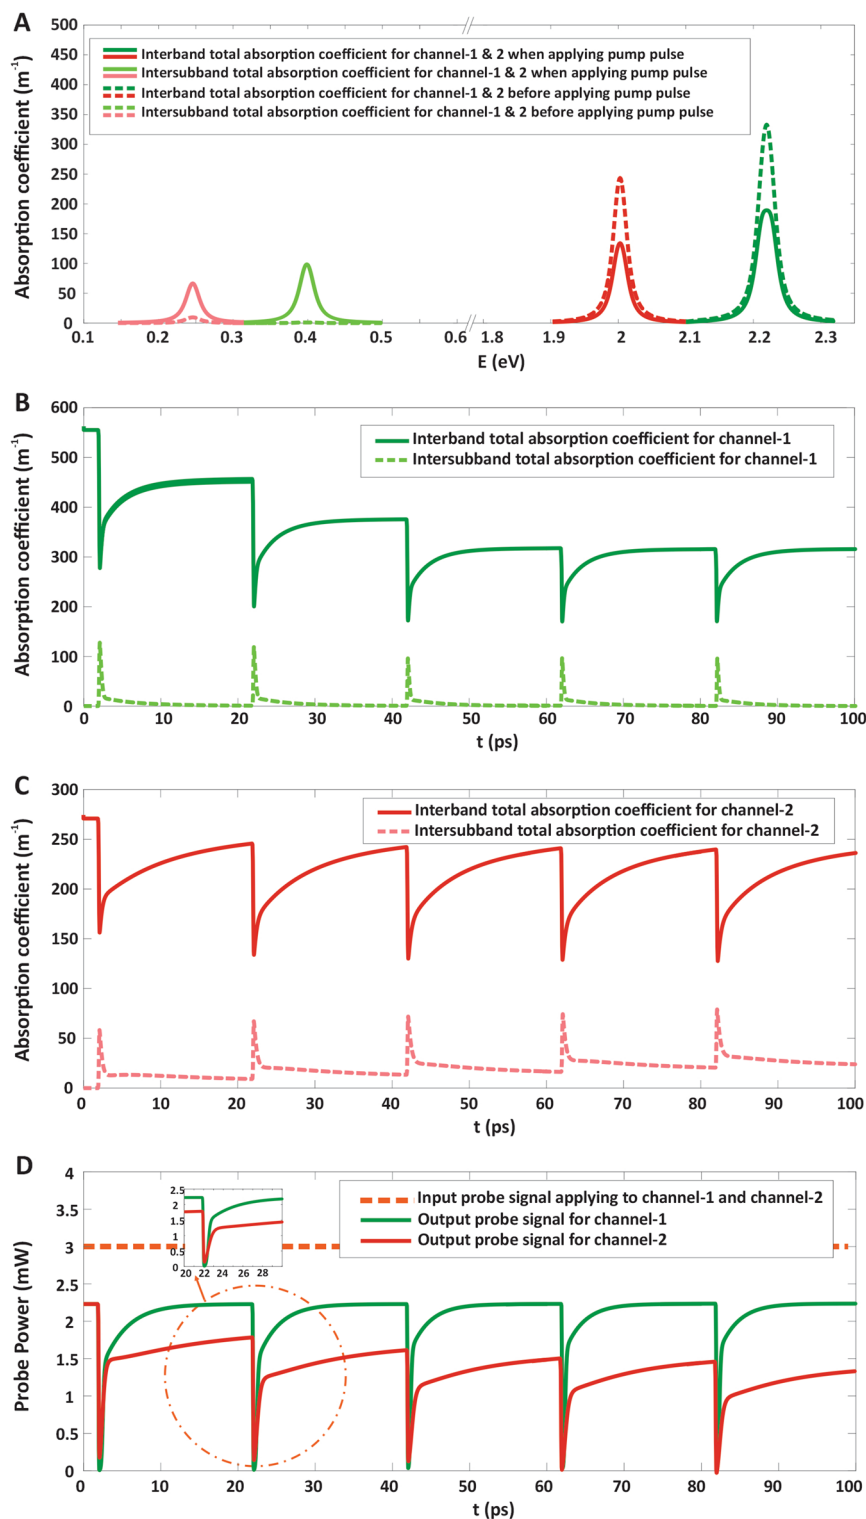 A
500
450
400
350
300
250
200
150
100
50
0
Absorption coefficient (m⁻¹)
Interband total absorption coefficient for channel-1 & 2 when applying pump pulse
Intersubband total absorption coefficient for channel-1 & 2 when applying pump pulse
Interband total absorption coefficient for channel-1 & 2 before applying pump pulse
Intersubband total absorption coefficient for channel-1 & 2 before applying pump pulse
0.1 0.2 0.3 0.4 0.5 0.6 1.8 1.9 2 2.1 2.2 2.3
E (eV)
B
600
500
400
300
200
100
0
Absorption coefficient (m⁻¹)
Interband total absorption coefficient for channel-1
Intersubband total absorption coefficient for channel-1
0 10 20 30 40 50 60 70 80 90 100
t (ps)
C
300
250
200
150
100
50
0
Absorption coefficient (m⁻¹)
Interband total absorption coefficient for channel-2
Intersubband total absorption coefficient for channel-2
0 10 20 30 40 50 60 70 80 90 100
t (ps)
D
4
3.5
3
2.5
2
1.5
1
0.5
0
Probe Power (mW)
2.5
2
1.5
1
0.5
0
20 22 24 26 28
Input probe signal applying to channel-1 and channel-2
Output probe signal for channel-1
Output probe signal for channel-2
0 10 20 30 40 50 60 70 80 90 100
t (ps)